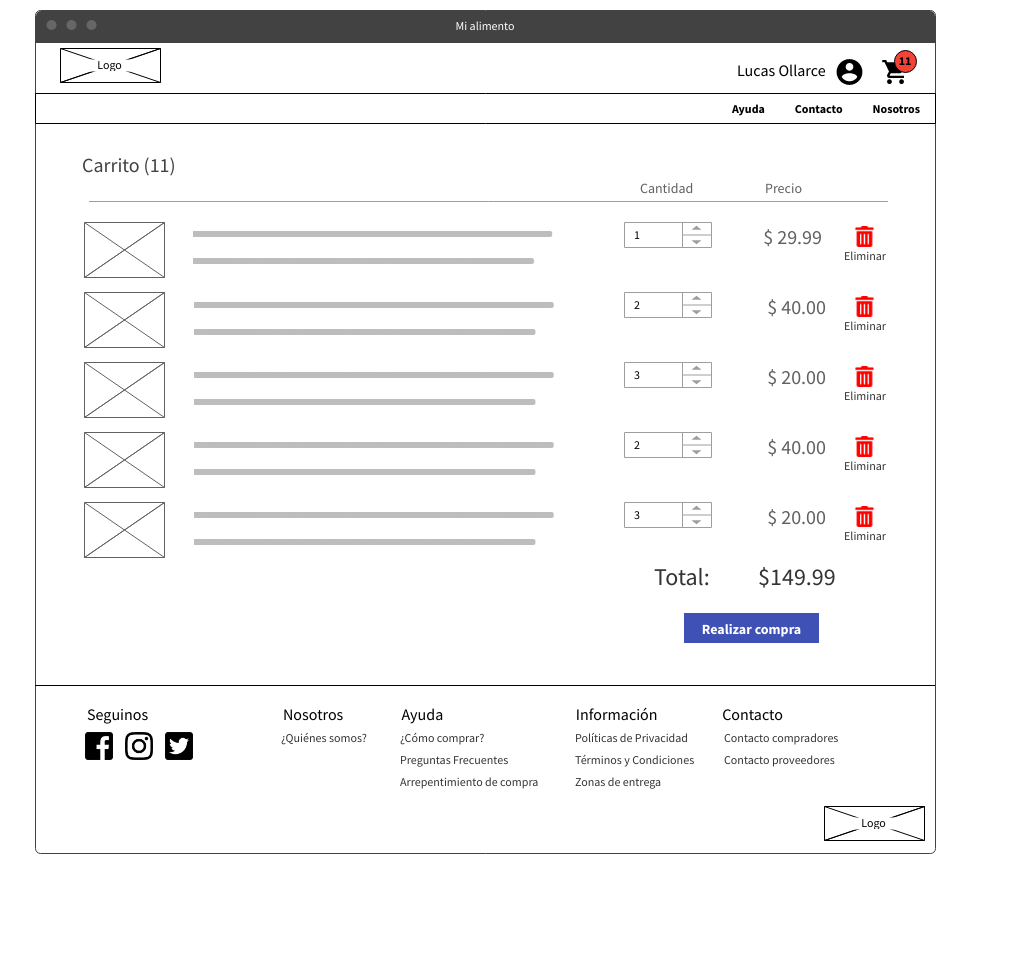 Mi alimento
Logo
Lucas Ollarce
11
Ayuda Contacto Nosotros
Carrito (11)
Cantidad Precio
1 $ 29.99
Eliminar
2 $ 40.00
Eliminar
3 $ 20.00
Eliminar
2 $ 40.00
Eliminar
3 $ 20.00
Eliminar
Total: $149.99
Realizar compra
Seguinos Nosotros Ayuda Información Contacto
¿Quiénes somos? ¿Cómo comprar? Políticas de Privacidad Contacto compradores
Preguntas Frecuentes Términos y Condiciones Contacto proveedores
Arrepentimiento de compra Zonas de entrega
Logo